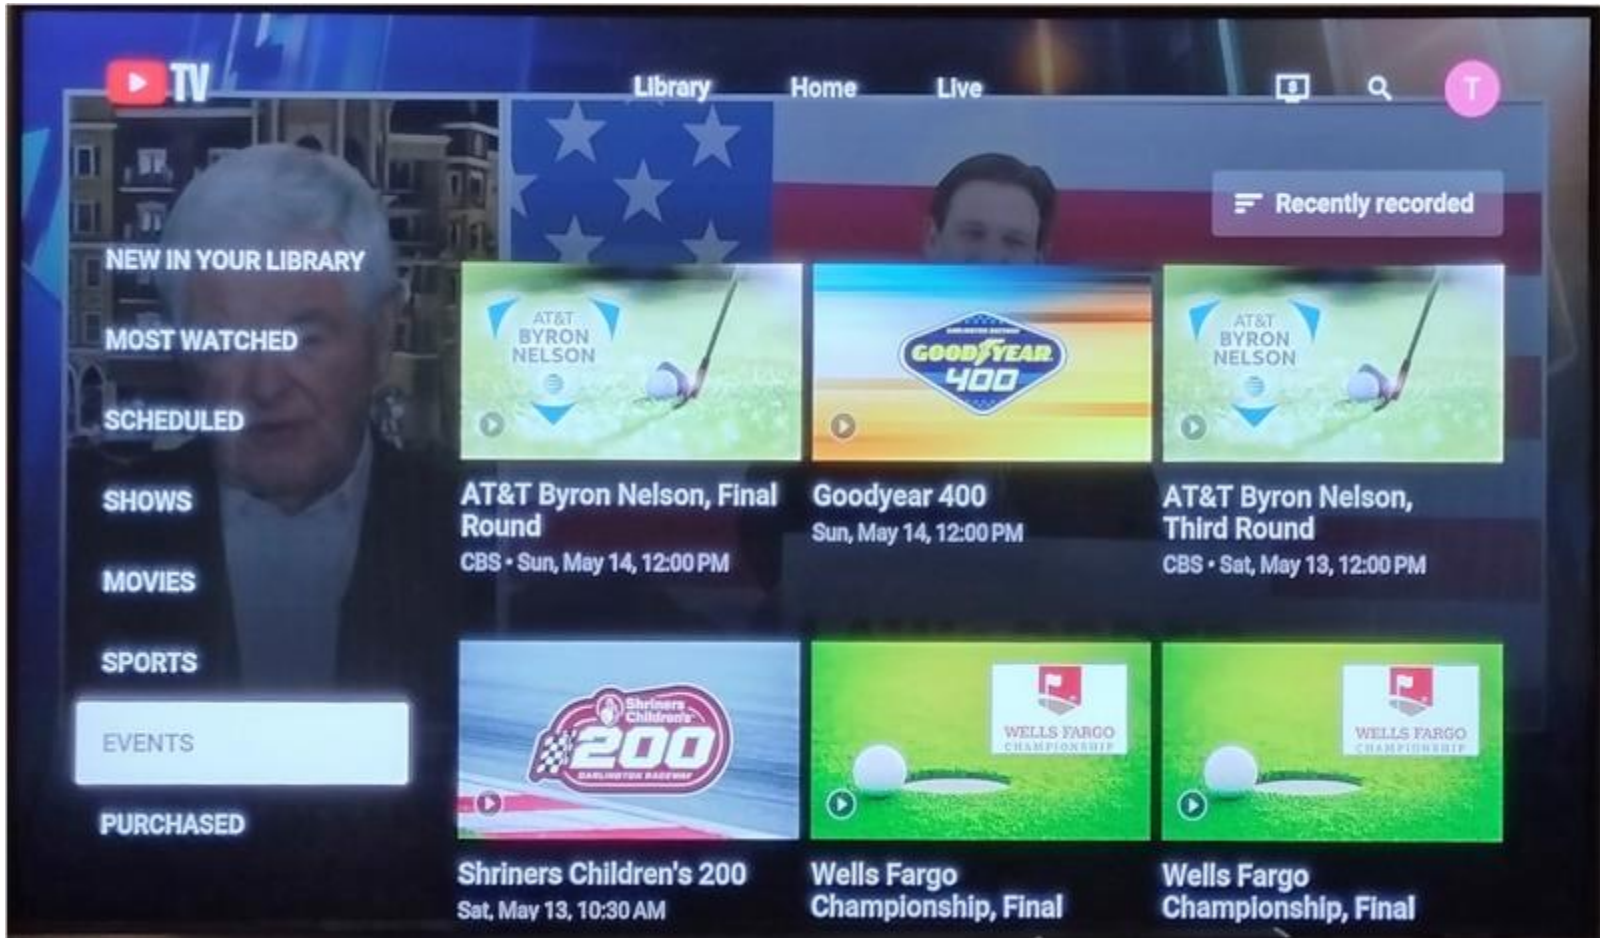 TV
Library
Home
Live
T
Recently recorded
NEW IN YOUR LIBRARY
MOST WATCHED
SCHEDULED
SHOWS
MOVIES
SPORTS
EVENTS
PURCHASED
AT&T
BYRON
NELSON
DARLINGTON RACEWAY
GOODYEAR
400
AT&T
BYRON
NELSON
AT&T Byron Nelson, Final
Round
CBS • Sun, May 14, 12:00 PM
Goodyear 400
Sun, May 14, 12:00 PM
AT&T Byron Nelson,
Third Round
CBS • Sat, May 13, 12:00 PM
Shriners
Children's
200
DARLINGTON RACEWAY
WELLS FARGO
CHAMPIONSHIP
WELLS FARGO
CHAMPIONSHIP
Shriners Children's 200
Sat, May 13, 10:30 AM
Wells Fargo
Championship, Final
Wells Fargo
Championship, Final